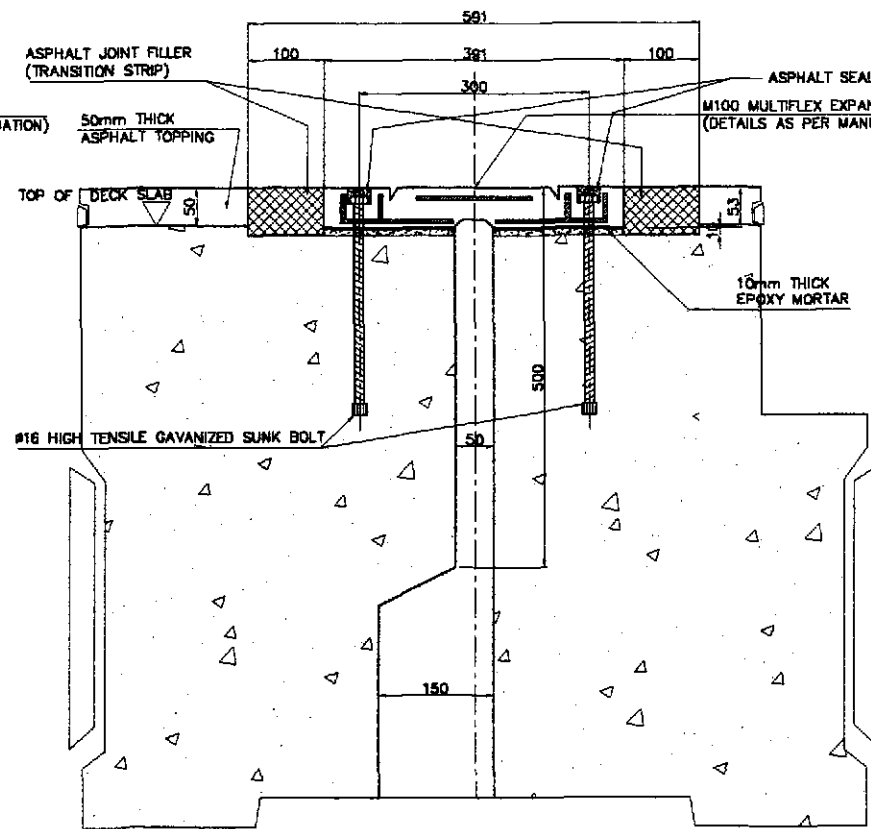 591
ASPHALT JOINT FILLER
(TRANSITION STRIP)
100
391
100
300
ASPHALT SEAL
M100 MULTIFLEX EXPAN
(DETAILS AS PER MANU
ATION)
50mm THICK
ASPHALT TOPPING
TOP OF DECK SLAB
50
53
10
10mm THICK
EPOXY MORTAR
500
ø16 HIGH TENSILE GAVANIZED SUNK BOLT
50
150